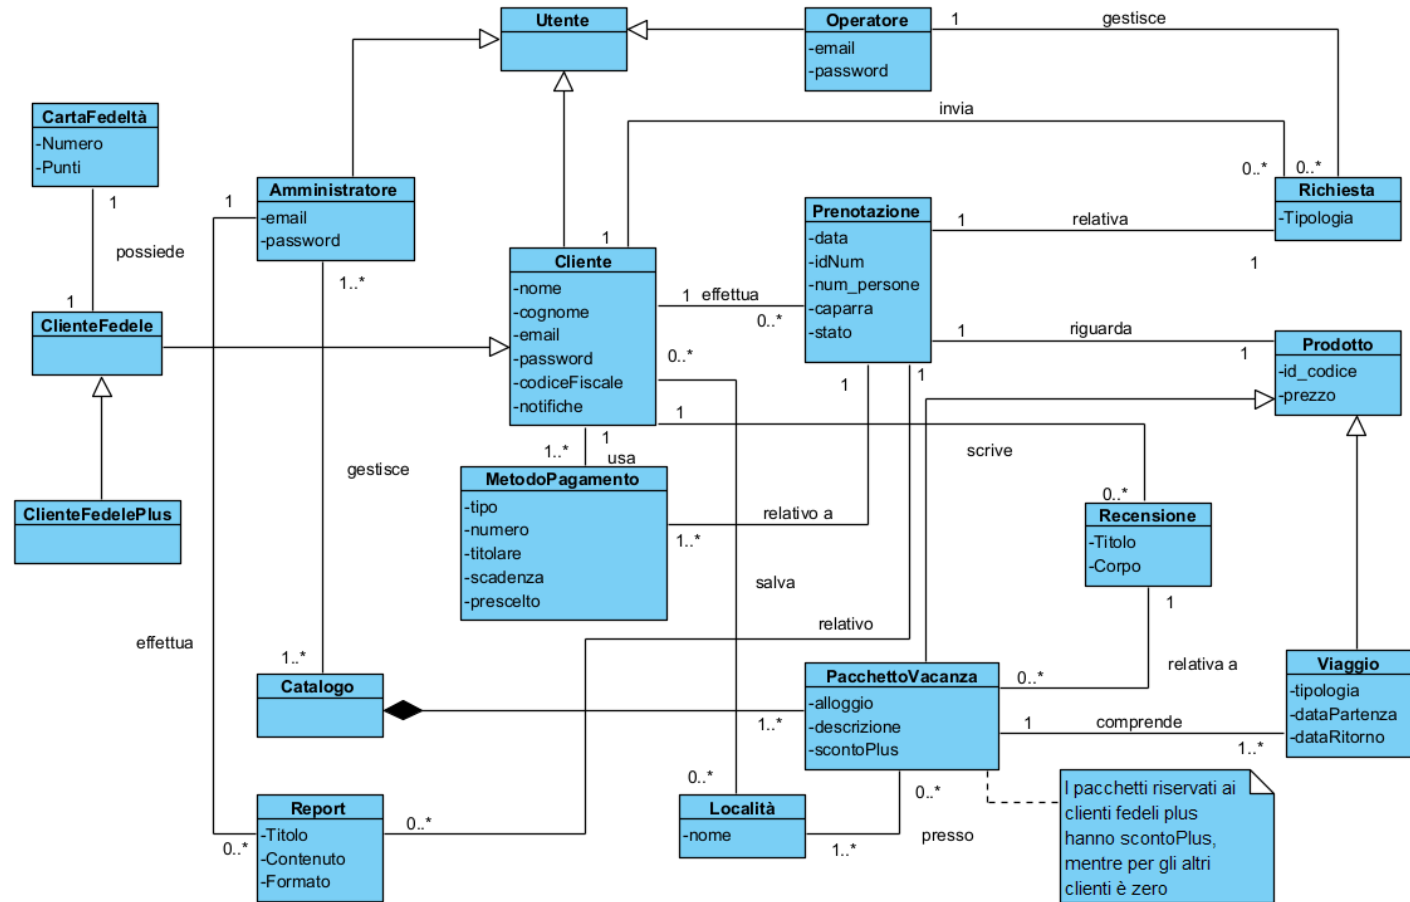 Utente
Operatore
-email
-password
1
gestisce
0..*
invia
1
0..*
CartaFedeltà
-Numero
-Punti
1
possiede
1
Amministratore
-email
-password
1
1..*
Richiesta
-Tipologia
Prenotazione
-data
-idNum
-num_persone
-caparra
-stato
1
relativa
1
Cliente
-nome
-cognome
-email
-password
-codiceFiscale
-notifiche
1
effettua
0..*
ClienteFedele
1
riguarda
1
Prodotto
-id_codice
-prezzo
0..*
1
1
1
scrive
0..*
1..*
1
usa
gestisce
MetodoPagamento
-tipo
-numero
-titolare
-scadenza
-prescelto
relativo a
1..*
ClienteFedelePlus
Recensione
-Titolo
-Corpo
1
relativa a
0..*
salva
relativo
effettua
1..*
Catalogo
1..*
PacchettoVacanza
-alloggio
-descrizione
-scontoPlus
1
comprende
1..*
Viaggio
-tipologia
-dataPartenza
-dataRitorno
0..*
Località
-nome
0..*
presso
1..*
Report
-Titolo
-Contenuto
-Formato
0..*
0..*
I pacchetti riservati ai
clienti fedeli plus
hanno scontoPlus,
mentre per gli altri
clienti è zero